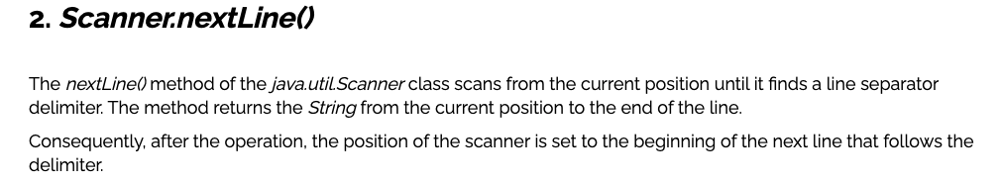 2. Scanner.nextLine()
The nextLine() method of the java.util.Scanner class scans from the current position until it finds a line separator
delimiter. The method returns the String from the current position to the end of the line.
Consequently, after the operation, the position of the scanner is set to the beginning of the next line that follows the
delimiter.